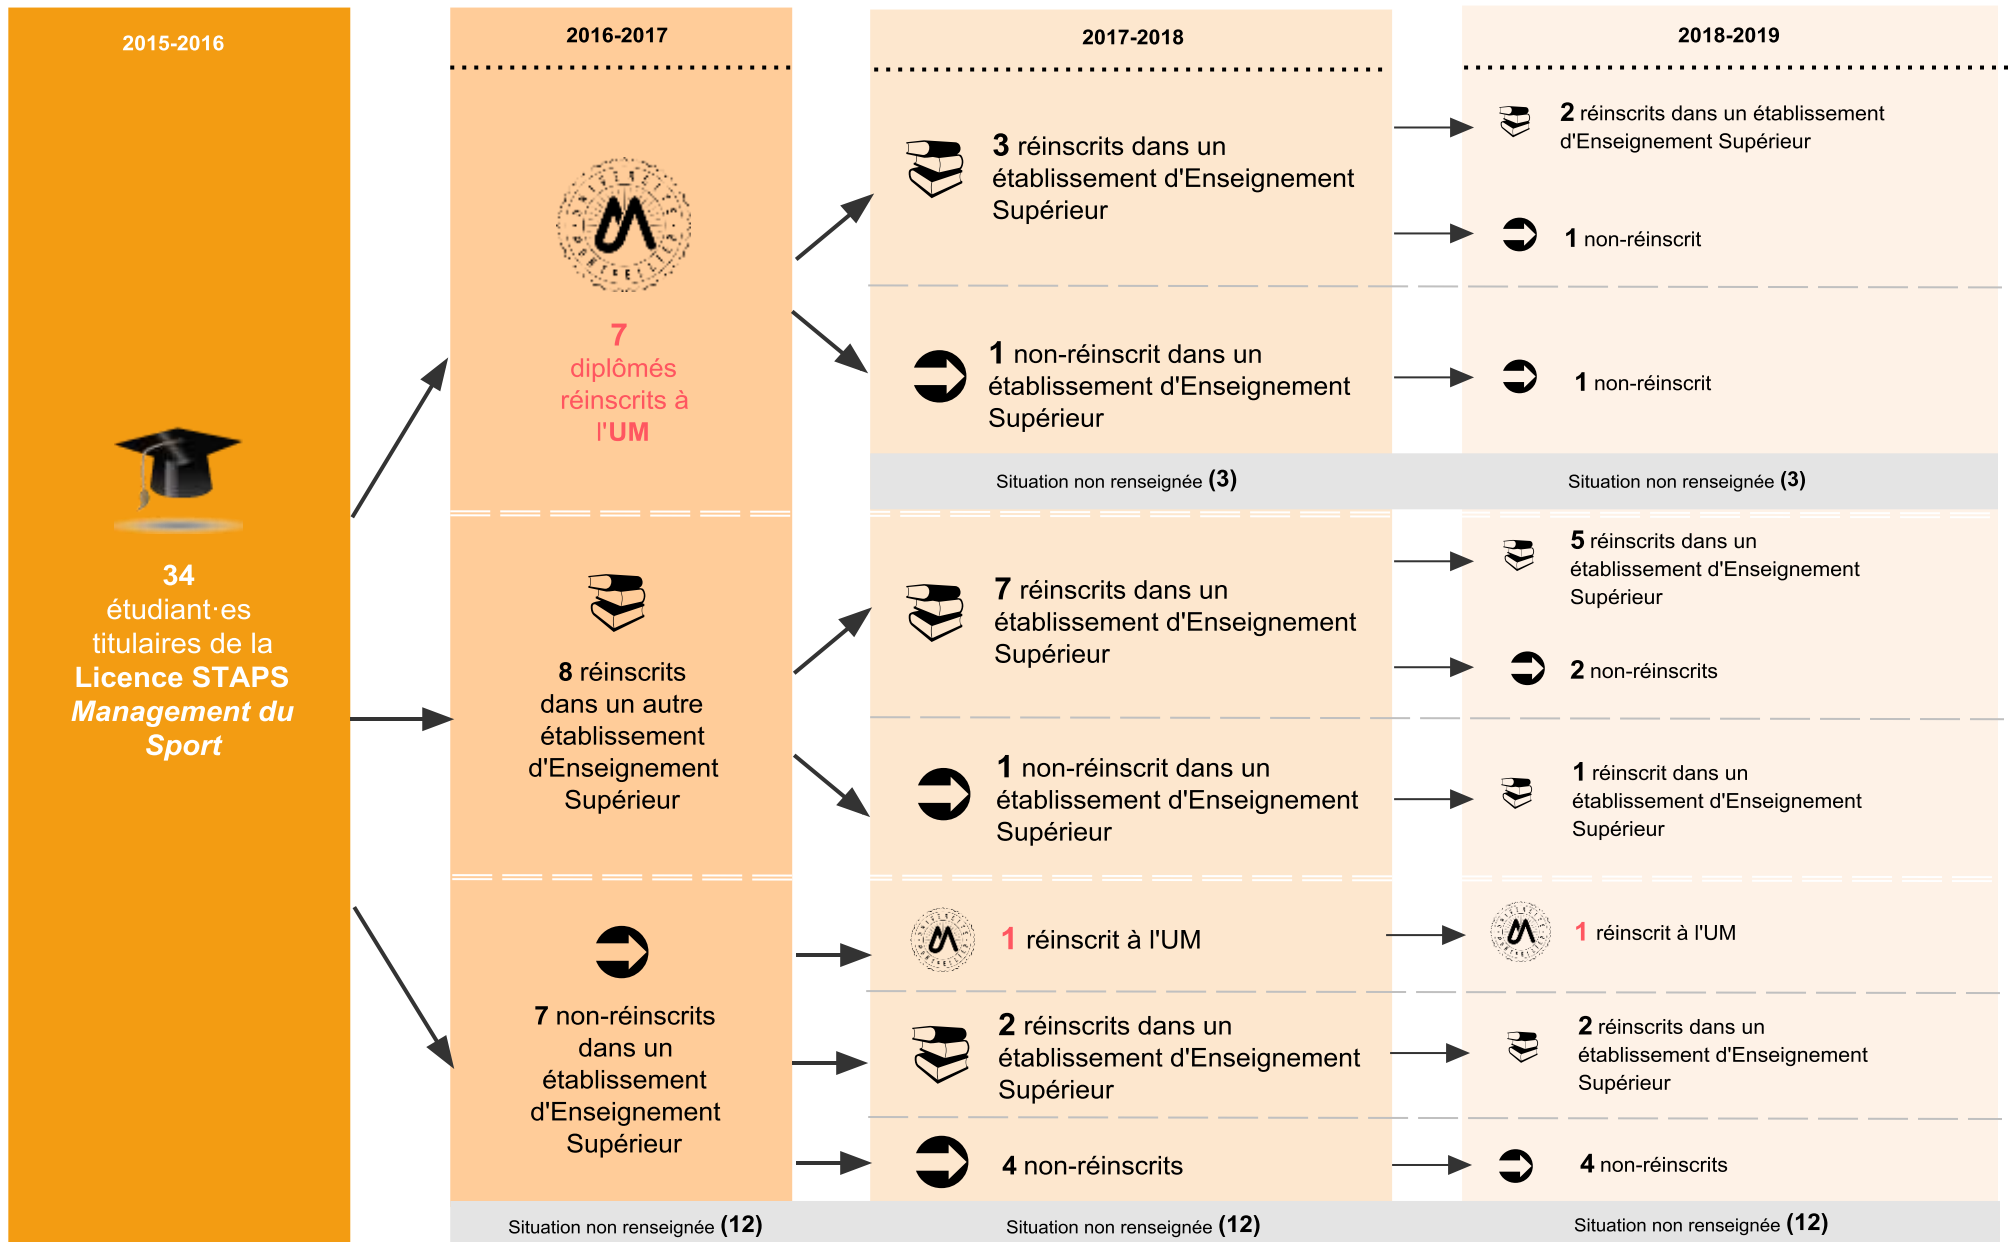 2015-2016
34
étudiant·es
titulaires de la
Licence STAPS
Management du
Sport
2016-2017
7
diplômés
réinscrits à
l'UM
8 réinscrits
dans un autre
établissement
d'Enseignement
Supérieur
7 non-réinscrits
dans un
établissement
d'Enseignement
Supérieur
Situation non renseignée (12)
2017-2018
3 réinscrits dans un
établissement d'Enseignement
Supérieur
1 non-réinscrit dans un
établissement d'Enseignement
Supérieur
Situation non renseignée (3)
7 réinscrits dans un
établissement d'Enseignement
Supérieur
1 non-réinscrit dans un
établissement d'Enseignement
Supérieur
1 réinscrit à l'UM
2 réinscrits dans un
établissement d'Enseignement
Supérieur
4 non-réinscrits
Situation non renseignée (12)
2018-2019
2 réinscrits dans un établissement
d'Enseignement Supérieur
1 non-réinscrit
1 non-réinscrit
Situation non renseignée (3)
5 réinscrits dans un
établissement d'Enseignement
Supérieur
2 non-réinscrits
1 réinscrit dans un
établissement d'Enseignement
Supérieur
1 réinscrit à l'UM
2 réinscrits dans un
établissement d'Enseignement
Supérieur
4 non-réinscrits
Situation non renseignée (12)